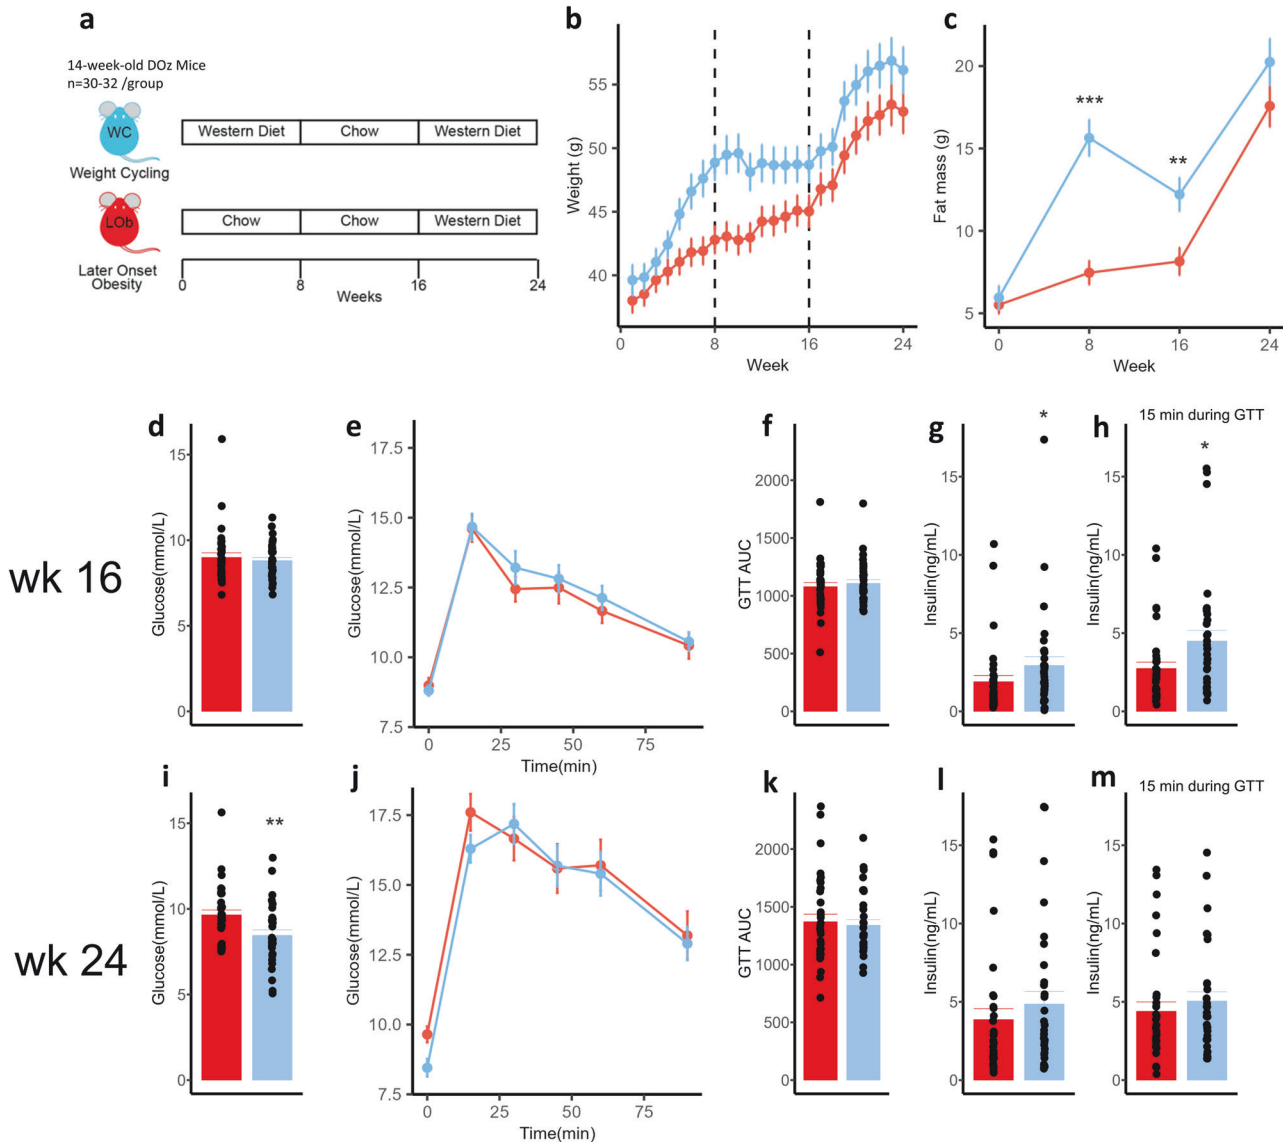 a
14-week-old DOz Mice
n=30-32 /group
WC
Weight Cycling
Western Diet
Chow
Western Diet
LOb
Later Onset
Obesity
Chow
Chow
Western Diet
0
8
16
24
Weeks
b
Weight (g)
55
50
45
40
0
8
16
24
Week
c
Fat mass (g)
20
15
10
5
***
**
0
8
16
24
Week
wk 16
d
Glucose(mmol/L)
15
10
5
0
e
Glucose(mmol/L)
17.5
15.0
12.5
10.0
7.5
0
25
50
75
Time(min)
f
GTT AUC
2000
1500
1000
500
0
g
*
Insulin(ng/mL)
15
10
5
0
h
15 min during GTT
*
Insulin(ng/mL)
15
10
5
0
wk 24
i
**
Glucose(mmol/L)
15
10
5
0
j
Glucose(mmol/L)
17.5
15.0
12.5
10.0
7.5
0
25
50
75
Time(min)
k
GTT AUC
2000
1500
1000
500
0
l
Insulin(ng/mL)
15
10
5
0
m
15 min during GTT
Insulin(ng/mL)
15
10
5
0